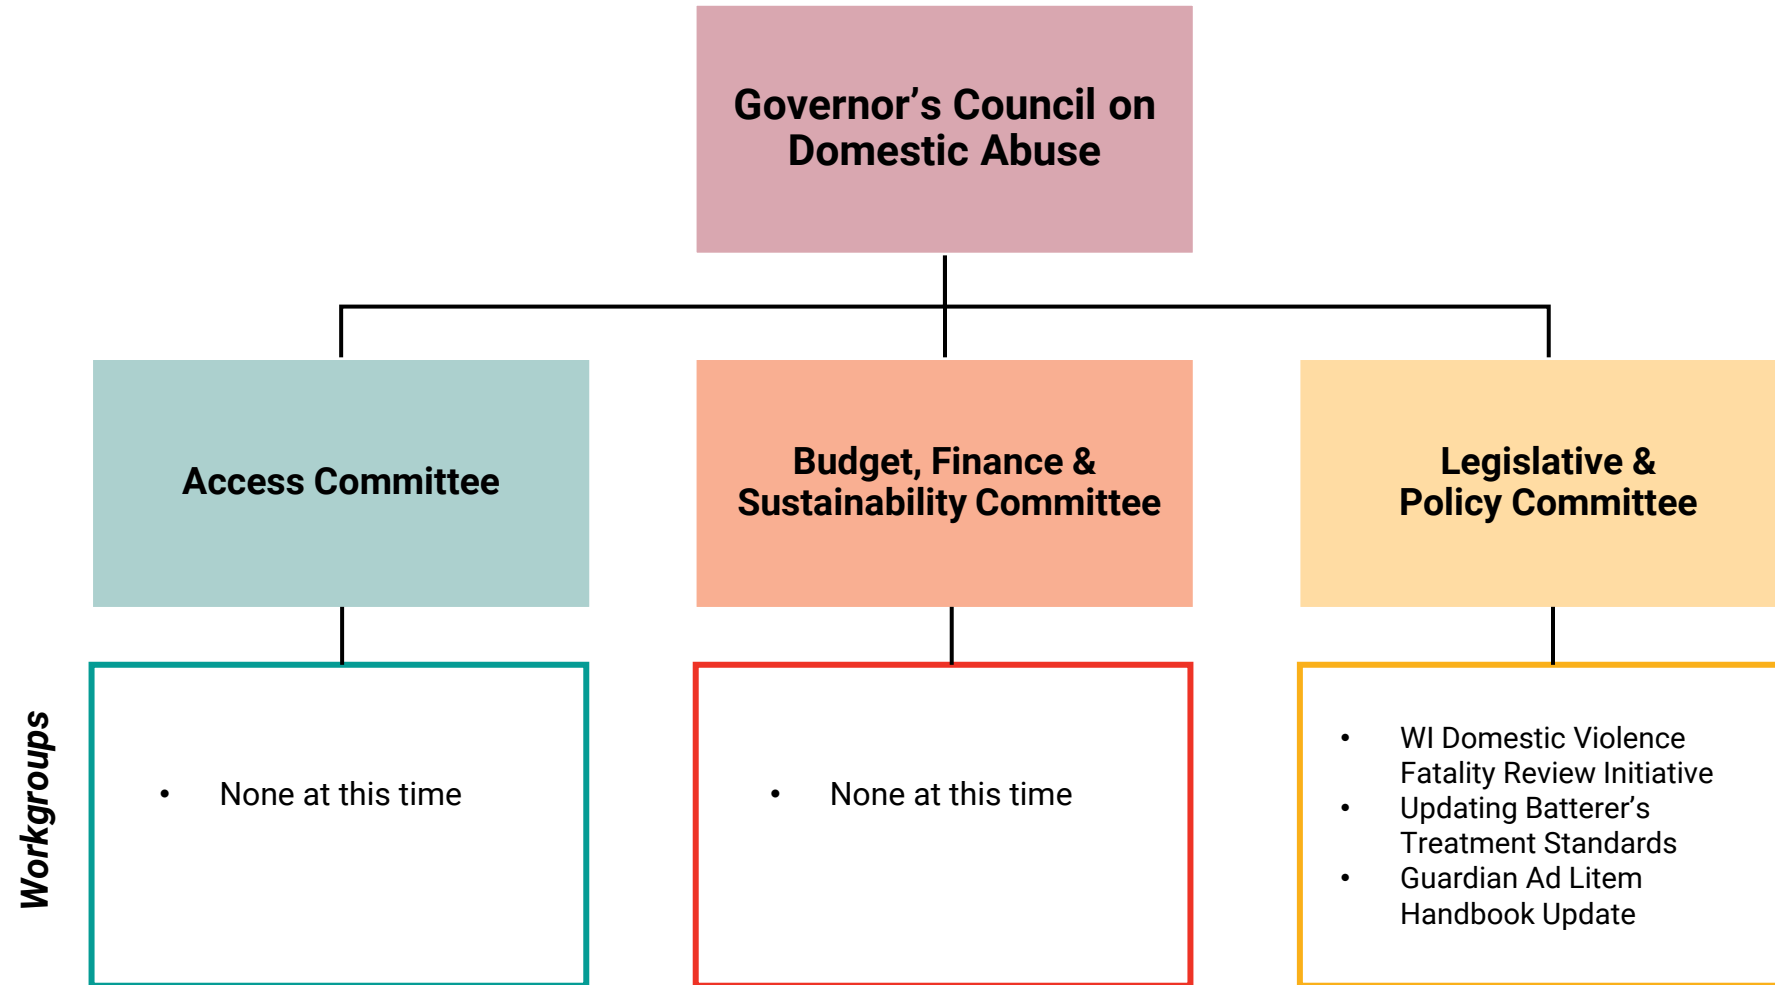 Governor’s Council on
Domestic Abuse
Access Committee
Budget, Finance &
Sustainability Committee
Legislative &
Policy Committee
Workgroups
• None at this time
• None at this time
• WI Domestic Violence
Fatality Review Initiative
• Updating Batterer’s
Treatment Standards
• Guardian Ad Litem
Handbook Update